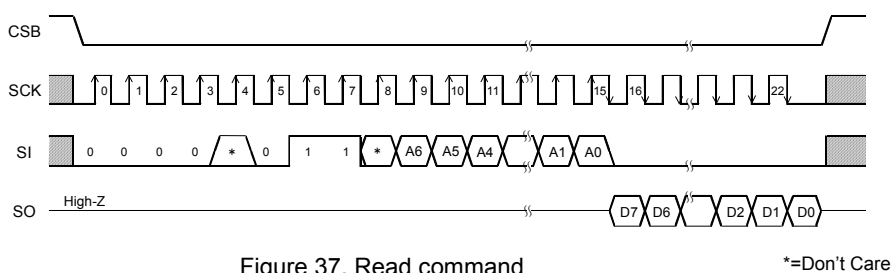 CSB
SCK 0 1 2 3 4 5 6 7 8 9 10 11 15 16 22
SI 0 0 0 0 * 0 1 1 * A6 A5 A4 A1 A0
SO High-Z D7 D6 D2 D1 D0
Figure 37. Read command
*=Don't Care